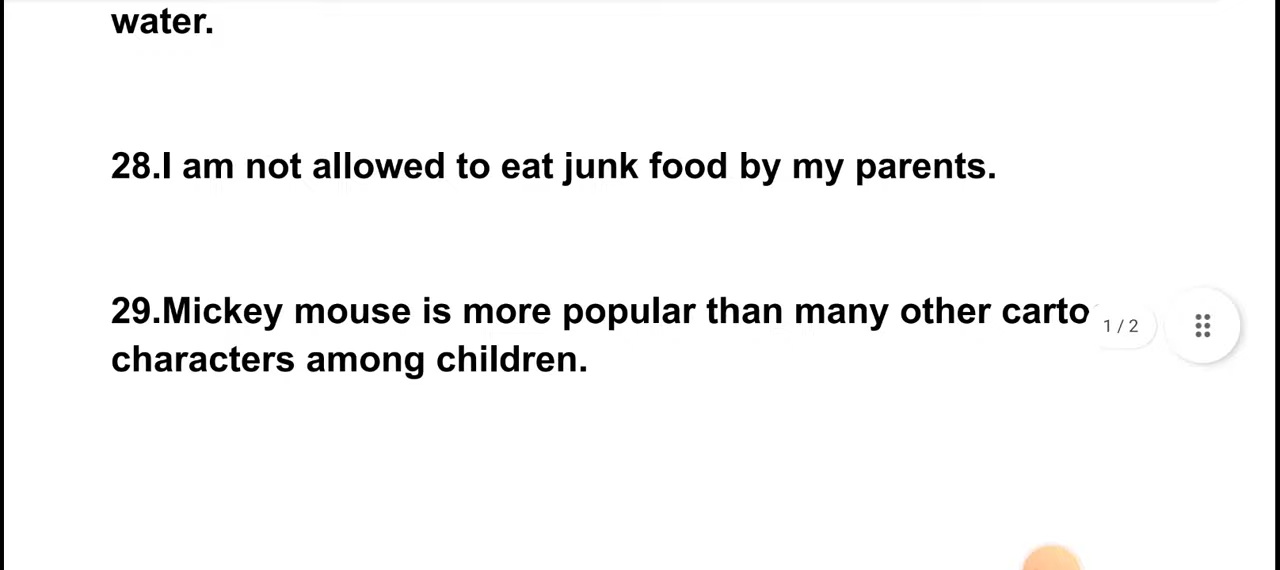 water.
28.I am not allowed to eat junk food by my parents.
29.Mickey mouse is more popular than many other carto
1 / 2
characters among children.